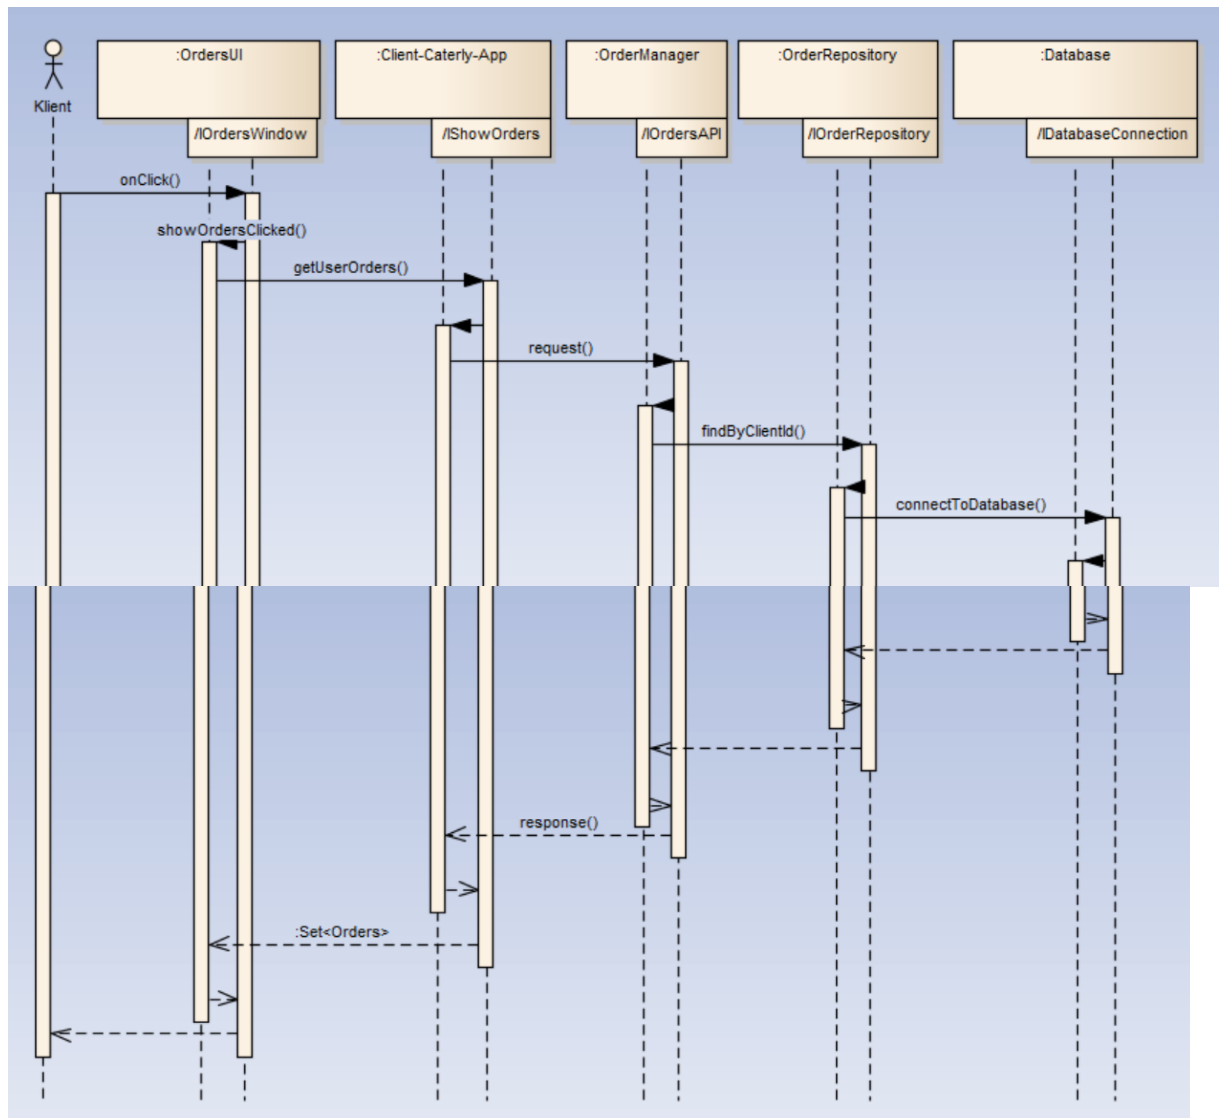 :OrdersUI
:Client-Caterly-App
:OrderManager
:OrderRepository
:Database
Klient
/IOrdersWindow
/IShowOrders
/IOrdersAPI
/IOrderRepository
/IDatabaseConnection
onClick()
showOrdersClicked()
getUserOrders()
request()
findByClientId()
connectToDatabase()
response()
:Set<Orders>